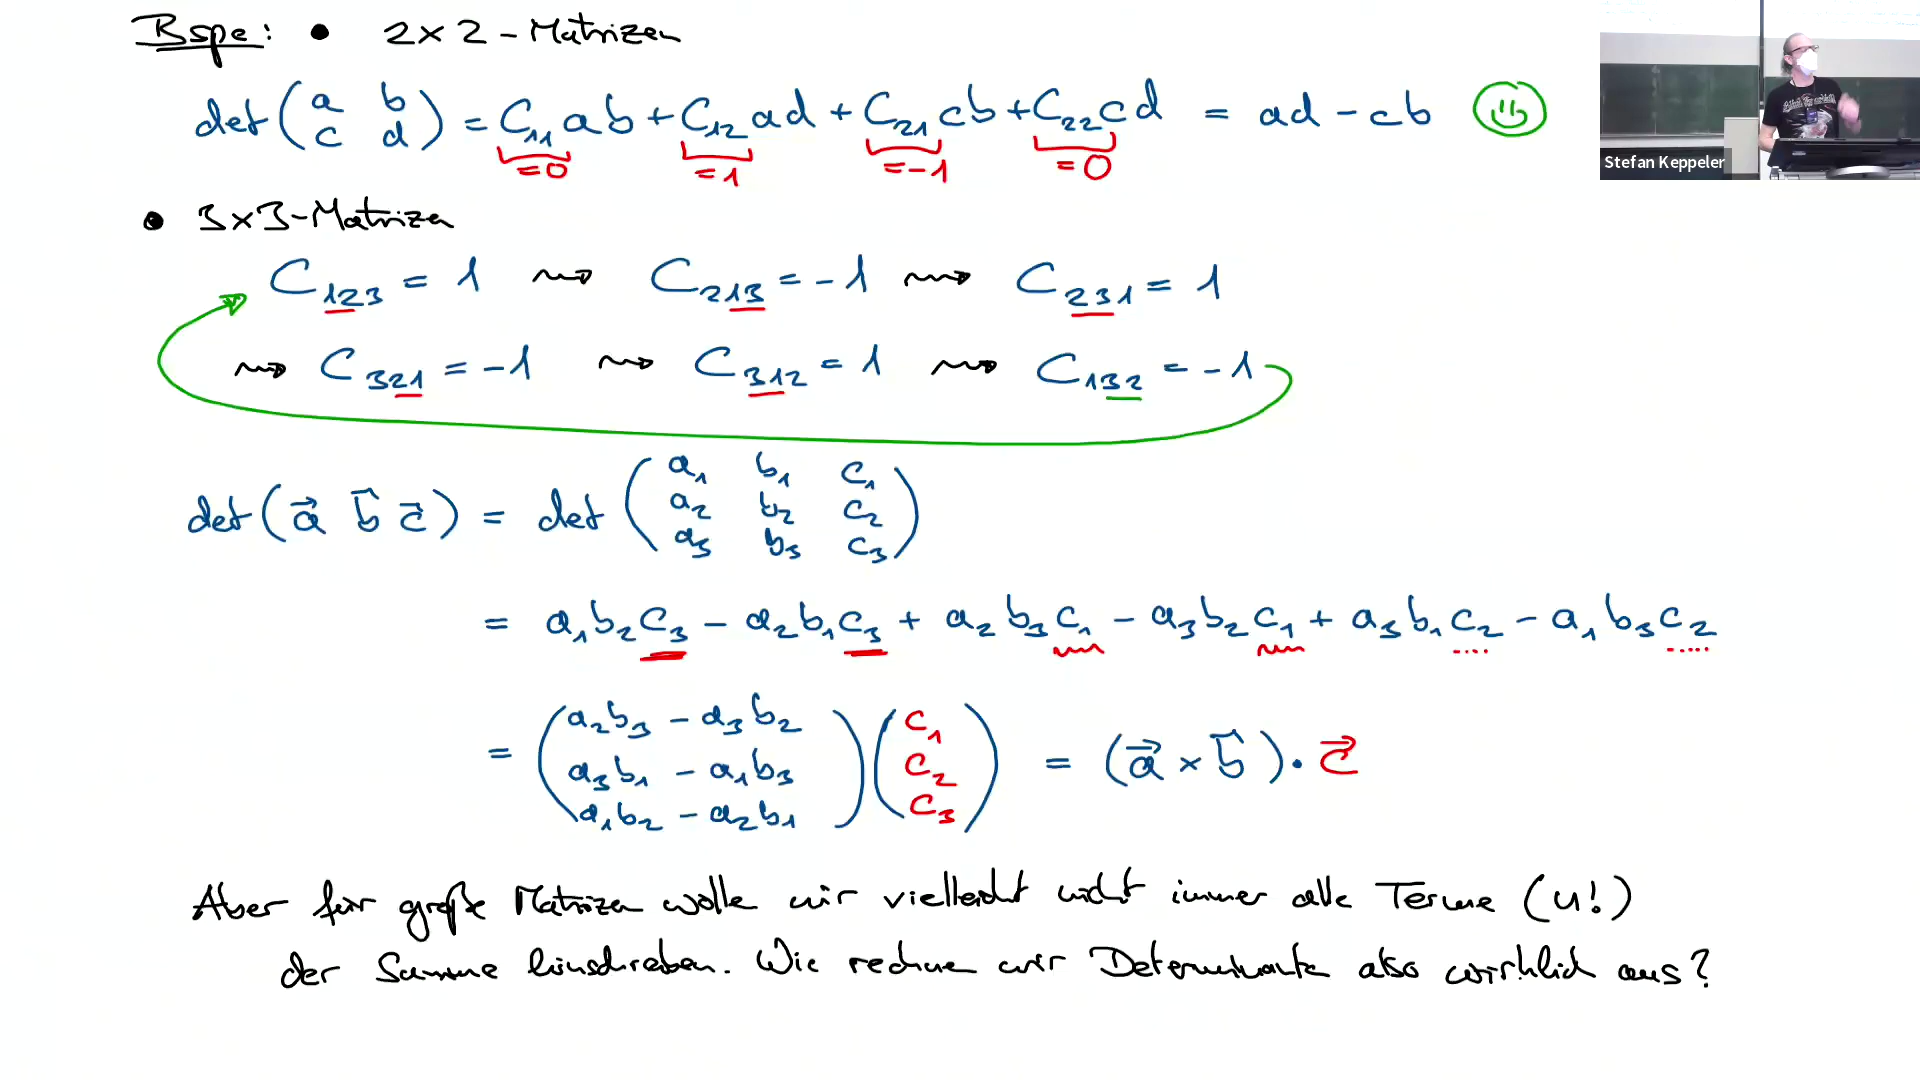 Bspe: • 2×2-Matrizen
det (a b c d) = C₁₁ab + C₁₂ad + C₂₁cb + C₂₂cd = ad - cb
=0 =1 =-1 =0
Stefan Keppeler
• 3×3-Matrizen
C₁₂₃ = 1 ⇝ C₂₁₃ = -1 ⇝ C₂₃₁ = 1
⇝ C₃₂₁ = -1 ⇝ C₃₁₂ = 1 ⇝ C₁₃₂ = -1
det(a⃗ b⃗ c⃗) = det (a₁ b₁ c₁
a₂ b₂ c₂
a₃ b₃ c₃)
= a₁b₂c₃ - a₂b₁c₃ + a₂b₃c₁ - a₃b₂c₁ + a₃b₁c₂ - a₁b₃c₂
= (a₂b₃ - a₃b₂) (c₁) = (a⃗ × b⃗) · c⃗
a₃b₁ - a₁b₃ c₂
a₁b₂ - a₂b₁ c₃
Aber für große Matrizen wollen wir vielleicht nicht immer alle Terme (n!)
der Summe hinschreiben. Wie rechnen wir Determinanten also wirklich aus?